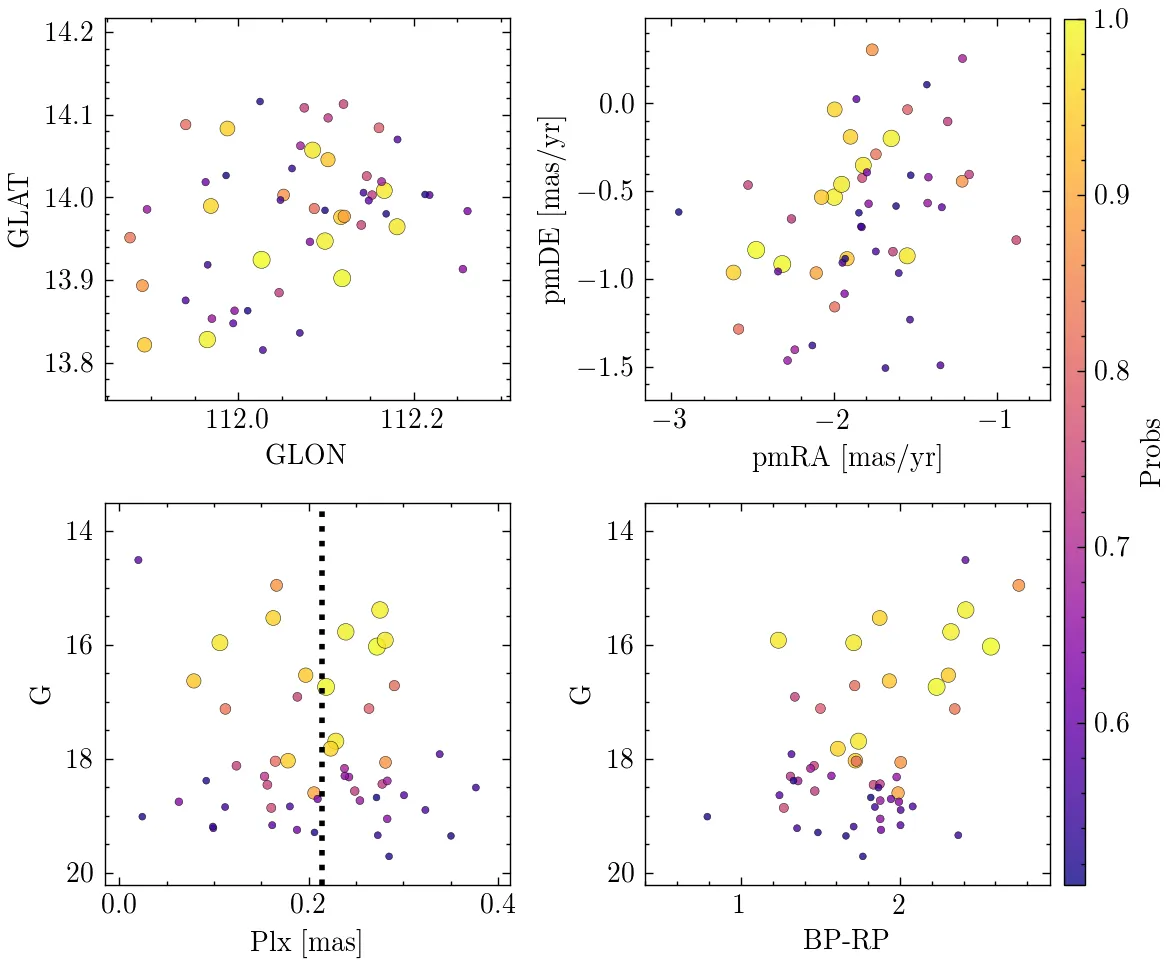 14.2
14.1
14.0
13.9
13.8
GLAT
112.0 112.2
GLON
0.0
−0.5
−1.0
−1.5
pmDE [mas/yr]
−3 −2 −1
pmRA [mas/yr]
1.0
0.9
0.8
0.7
0.6
Probs
14
16
18
20
G
0.0 0.2 0.4
Plx [mas]
14
16
18
20
G
1 2
BP-RP